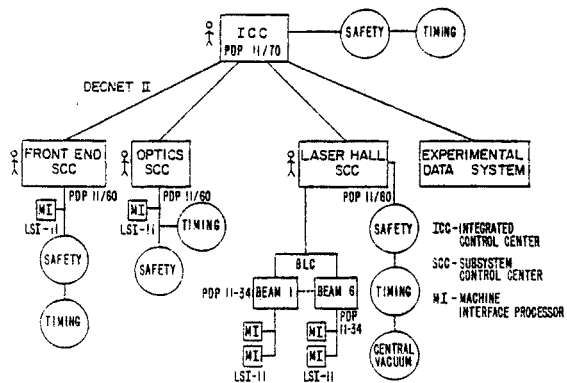 ICC
PDP 11/70
SAFETY
TIMING
DECNET II
FRONT END
SCC
OPTICS
SCC
LASER HALL
SCC
EXPERIMENTAL
DATA SYSTEM
PDP 11/60
PDP 11/60
PDP 11/60
MI
LSI-11
MI
LSI-11
TIMING
SAFETY
SAFETY
TIMING
SAFETY
TIMING
CENTRAL
VACUUM
BLC
PDP
11-34
BEAM 1
BEAM 6
PDP
11-34
MI
MI
LSI-11
MI
MI
LSI-11
ICC-INTEGRATED
CONTROL CENTER
SCC-SUBSYSTEM
CONTROL CENTER
MI - MACHINE
INTERFACE PROCESSOR